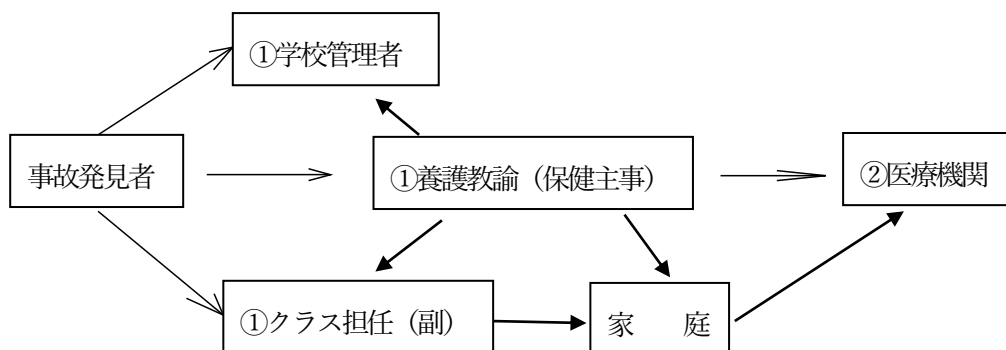 ①学校管理者
事故発見者
①養護教諭（保健主事）
②医療機関
①クラス担任（副）
家　　庭